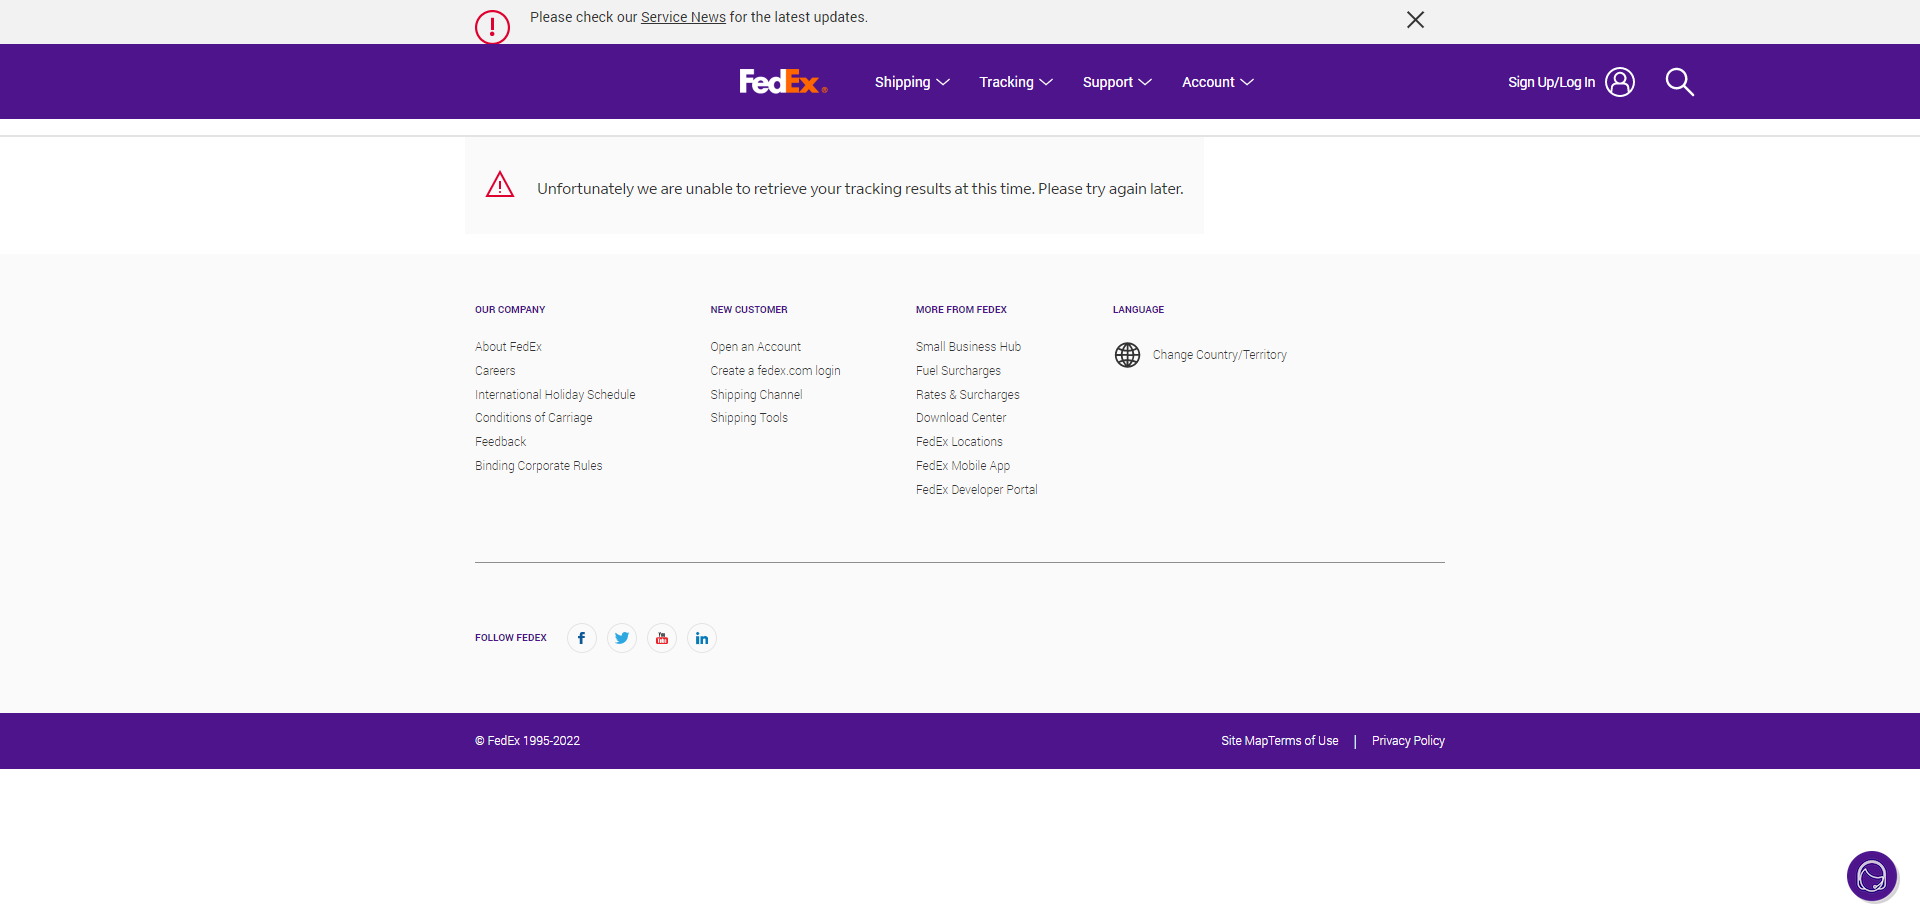 Please check our Service News for the latest updates.
FedEx®
Shipping
Tracking
Support
Account
Sign Up/Log In
Unfortunately we are unable to retrieve your tracking results at this time. Please try again later.
OUR COMPANY
About FedEx
Careers
International Holiday Schedule
Conditions of Carriage
Feedback
Binding Corporate Rules
NEW CUSTOMER
Open an Account
Create a fedex.com login
Shipping Channel
Shipping Tools
MORE FROM FEDEX
Small Business Hub
Fuel Surcharges
Rates & Surcharges
Download Center
FedEx Locations
FedEx Mobile App
FedEx Developer Portal
LANGUAGE
Change Country/Territory
FOLLOW FEDEX
© FedEx 1995-2022
Site MapTerms of Use | Privacy Policy